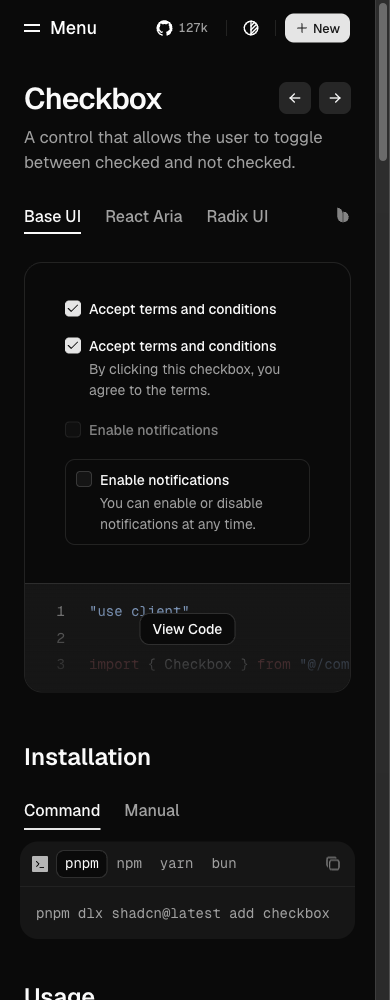 Menu
127k
New
Checkbox
A control that allows the user to toggle
between checked and not checked.
Base UI
React Aria
Radix UI
Accept terms and conditions
Accept terms and conditions
By clicking this checkbox, you
agree to the terms.
Enable notifications
Enable notifications
You can enable or disable
notifications at any time.
1 "use client"
2
View Code
3 import { Checkbox } from "@/com
Installation
Command
Manual
pnpm
npm
yarn
bun
pnpm dlx shadcn@latest add checkbox
Usage